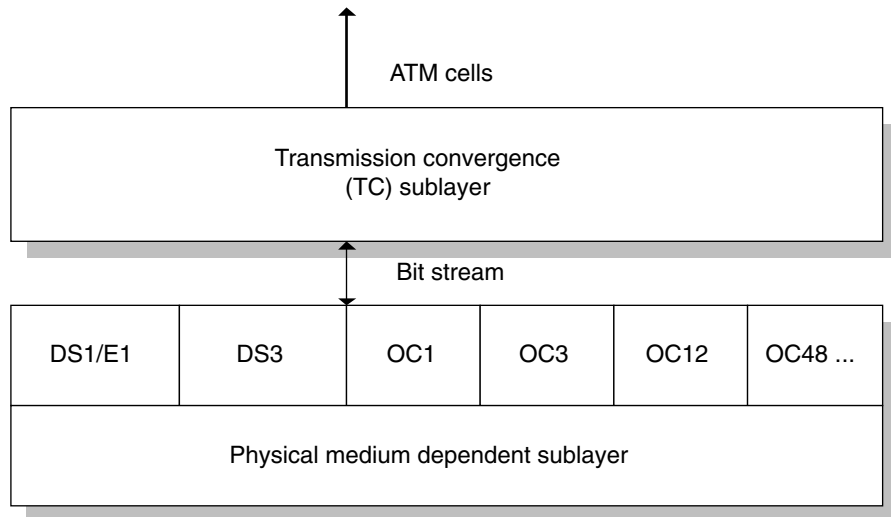 ATM cells
Transmission convergence
(TC) sublayer
Bit stream
DS1/E1 DS3 OC1 OC3 OC12 OC48 ...
Physical medium dependent sublayer